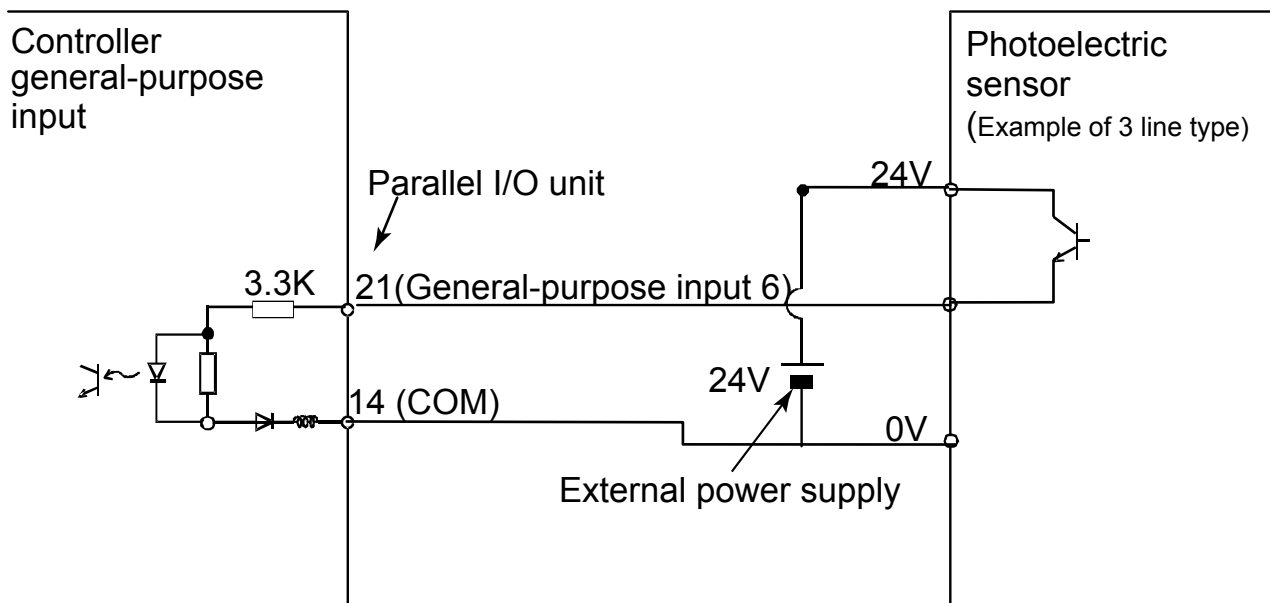 Controller
general-purpose
input
Photoelectric
sensor
(Example of 3 line type)
Parallel I/O unit
24V
3.3K
21(General-purpose input 6)
24V
14 (COM)
0V
External power supply